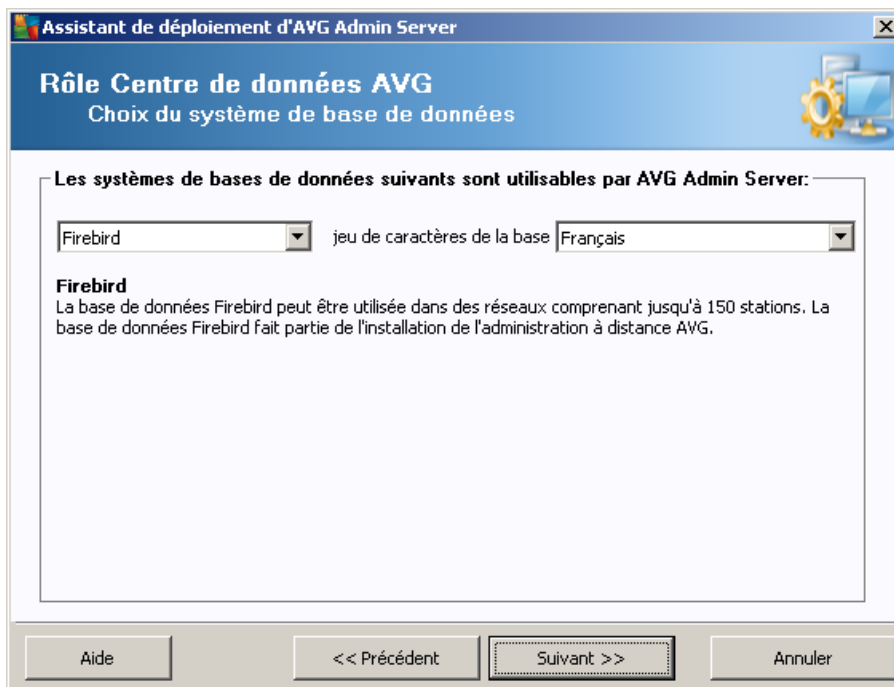 Assistant de déploiement d'AVG Admin Server
Rôle Centre de données AVG
Choix du système de base de données
Les systèmes de bases de données suivants sont utilisables par AVG Admin Server:
Firebird jeu de caractères de la base Français
Firebird
La base de données Firebird peut être utilisée dans des réseaux comprenant jusqu'à 150 stations. La
base de données Firebird fait partie de l'installation de l'administration à distance AVG.
Aide << Précédent Suivant >> Annuler